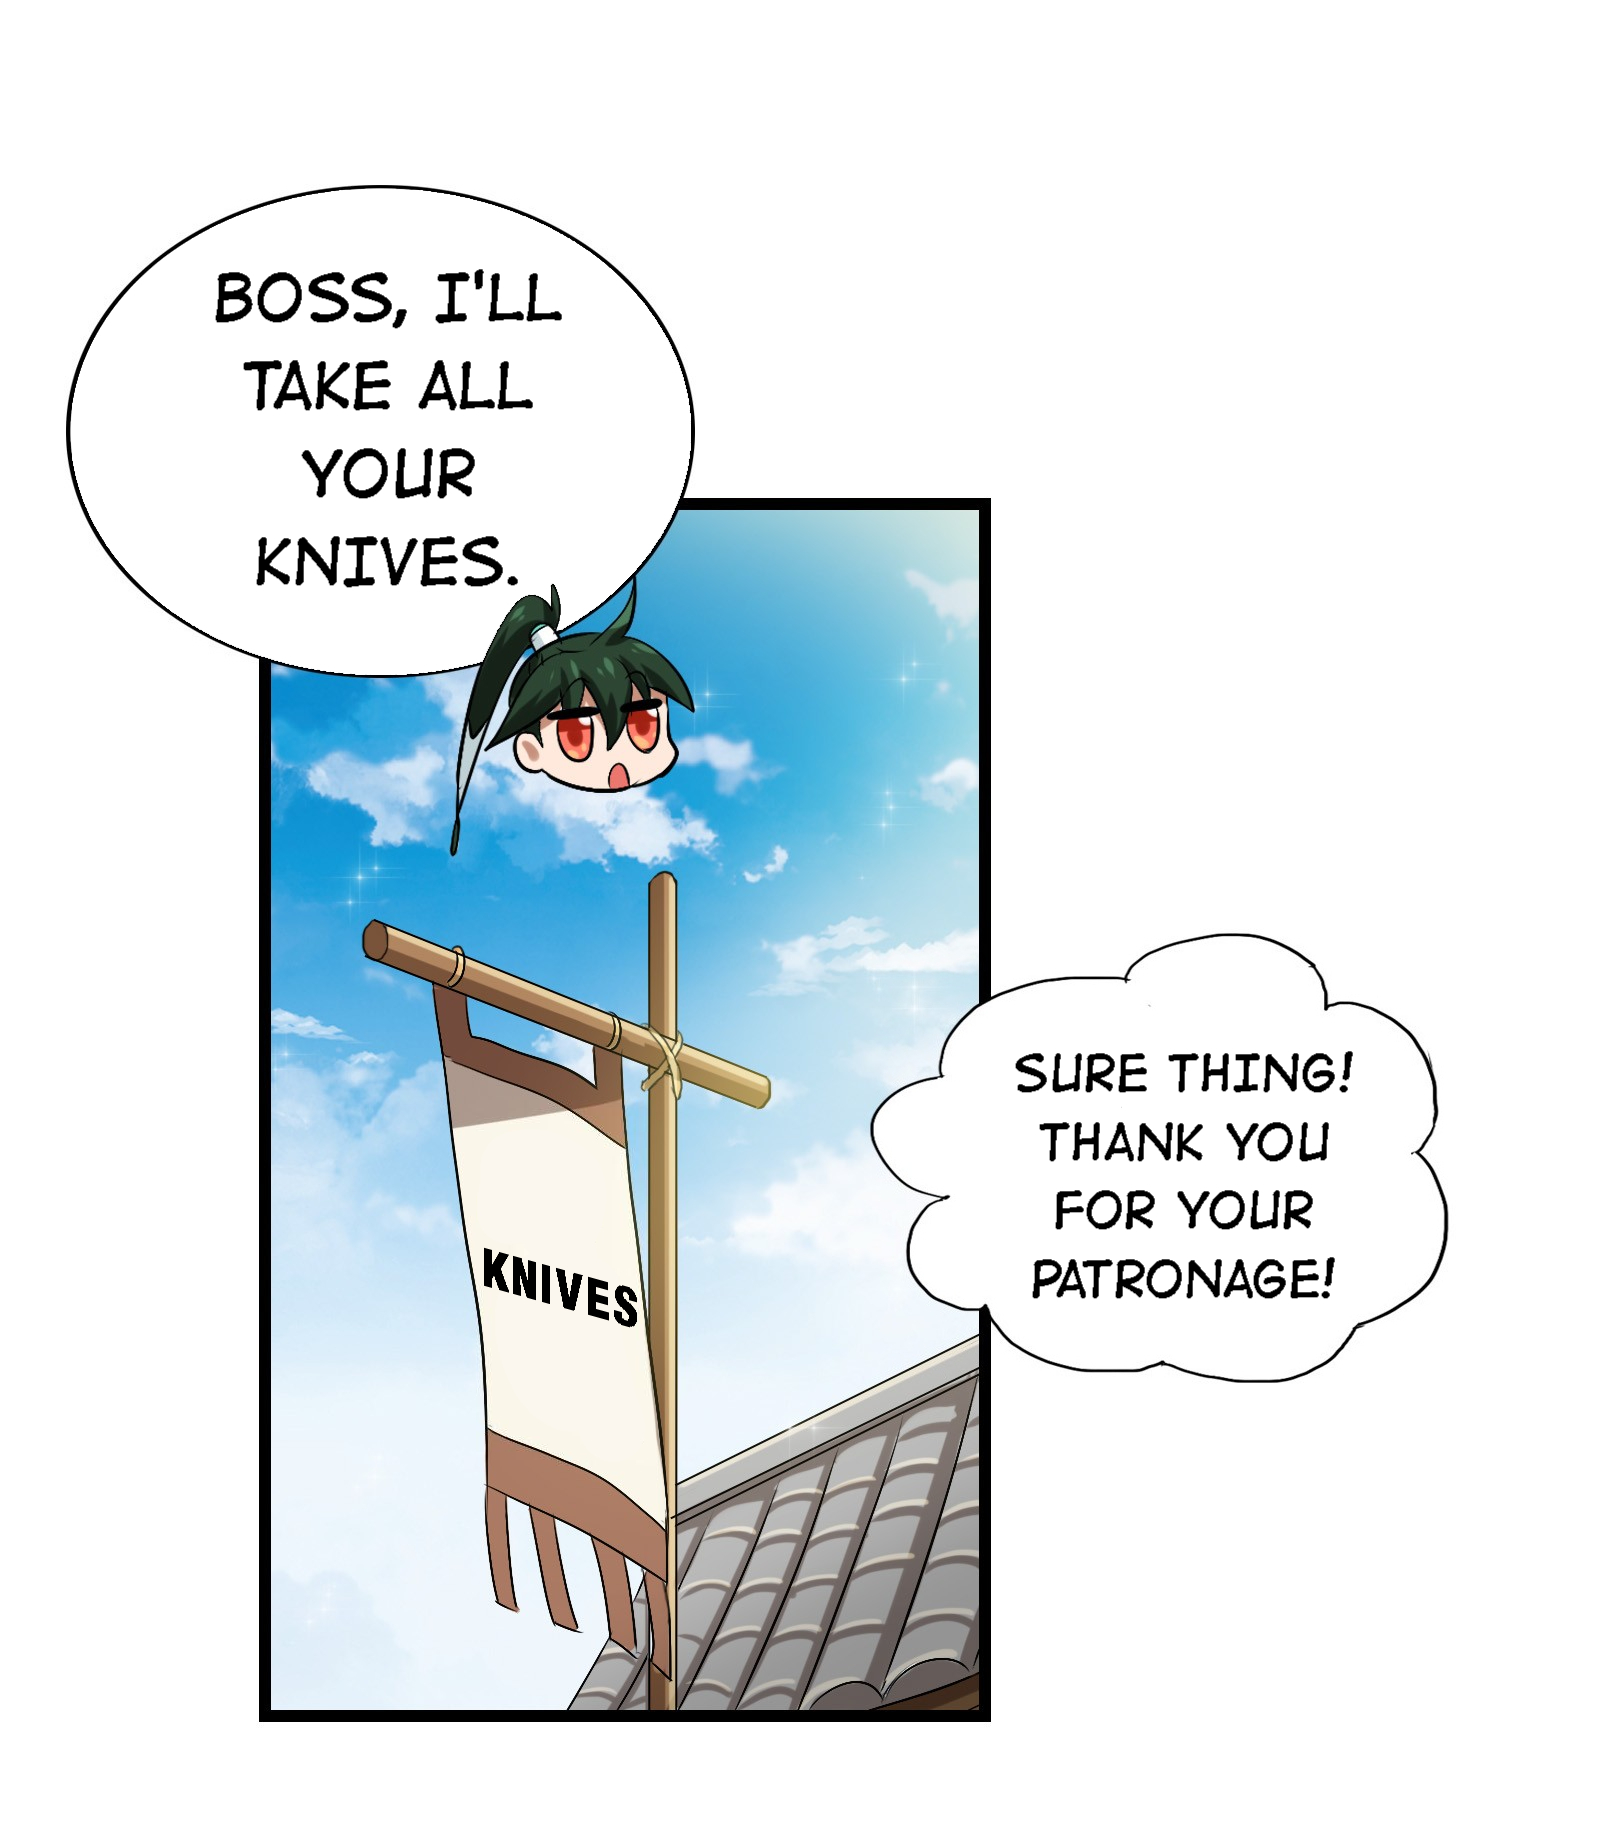 BOSS, I'LL
TAKE ALL
YOUR
KNIVES.
SURE THING!
THANK YOU
FOR YOUR
PATRONAGE!
KNIVES